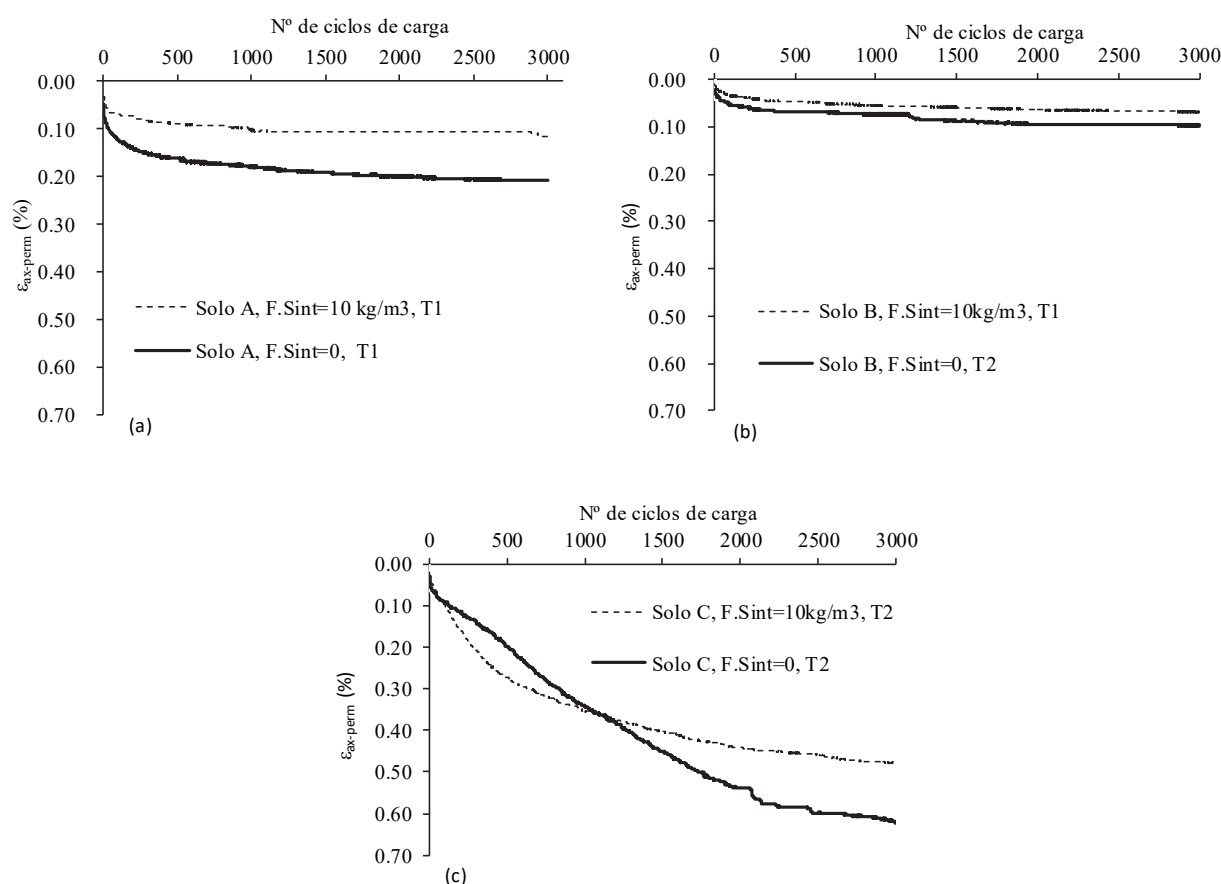 Nº de ciclos de carga
0 500 1000 1500 2000 2500 3000
0.00
0.10
0.20
0.30
0.40
0.50
0.60
0.70
εax-perm (%)
Solo A, F.Sint=10 kg/m3, T1
Solo A, F.Sint=0, T1
(a)
Nº de ciclos de carga
0 500 1000 1500 2000 2500 3000
0.00
0.10
0.20
0.30
0.40
0.50
0.60
0.70
εax-perm (%)
Solo B, F.Sint=10kg/m3, T1
Solo B, F.Sint=0, T2
(b)
Nº de ciclos de carga
0 500 1000 1500 2000 2500 3000
0.00
0.10
0.20
0.30
0.40
0.50
0.60
0.70
εax-perm (%)
Solo C, F.Sint=10kg/m3, T2
Solo C, F.Sint=0, T2
(c)